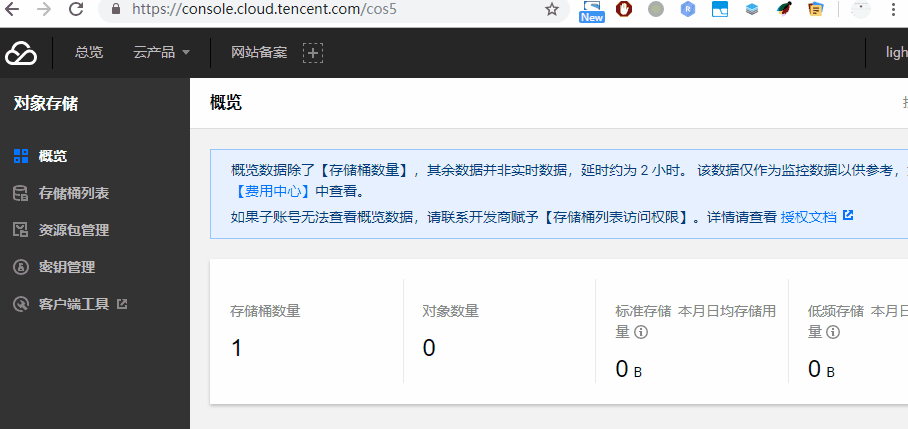 https://console.cloud.tencent.com/cos5
New
总览
云产品
网站备案
ligh
对象存储
概览
存储桶列表
资源包管理
密钥管理
客户端工具
概览
概览数据除了【存储桶数量】，其余数据并非实时数据，延时约为 2 小时。 该数据仅作为监控数据以供参考，
【费用中心】中查看。
如果子账号无法查看概览数据，请联系开发商赋予【存储桶列表访问权限】。详情请查看 授权文档
存储桶数量
1
对象数量
0
标准存储 本月日均存储用
量
0 B
低频存储 本月日
量
0 B